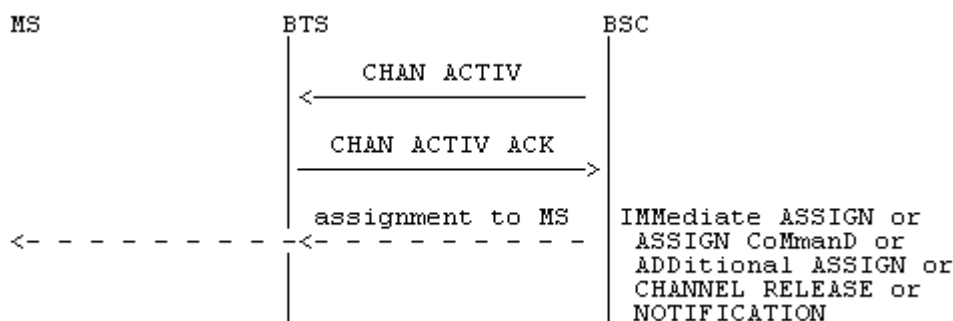 MS BTS BSC
CHAN ACTIV
CHAN ACTIV ACK
assignment to MS IMMediate ASSIGN or
ASSIGN CoMmanD or
ADDitional ASSIGN or
CHANNEL RELEASE or
NOTIFICATION